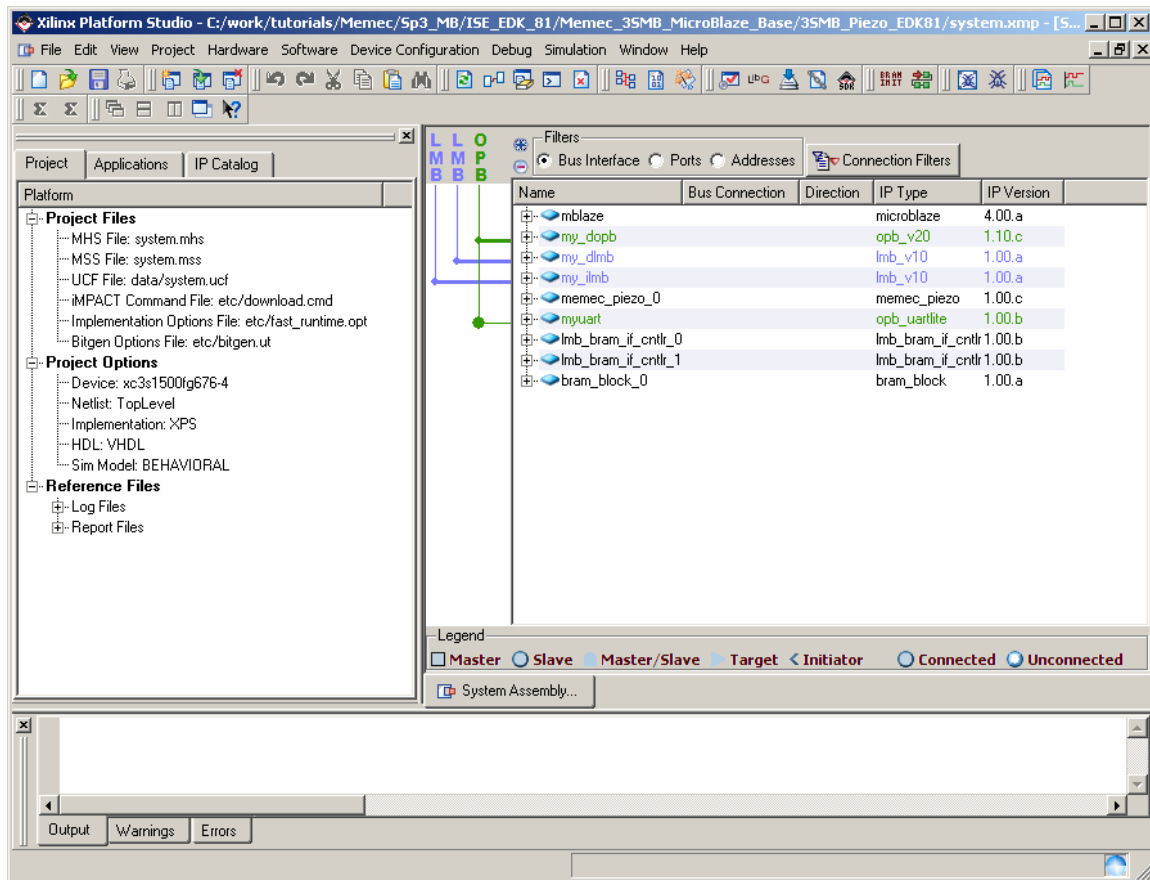 Xilinx Platform Studio - C:/work/tutorials/Memec/Sp3_MB/ISE_EDK_81/Memec_3SMB_MicroBlaze_Base/3SMB_Piezo_EDK81/system.xmp - [S...
File Edit View Project Hardware Software Device Configuration Debug Simulation Window Help
Project Applications IP Catalog
Platform
Project Files
MHS File: system.mhs
MSS File: system.mss
UCF File: data/system.ucf
iMPACT Command File: etc/download.cmd
Implementation Options File: etc/fast_runtime.opt
Bitgen Options File: etc/bitgen.ut
Project Options
Device: xc3s1500fg676-4
Netlist: TopLevel
Implementation: XPS
HDL: VHDL
Sim Model: BEHAVIORAL
Reference Files
Log Files
Report Files
L L O
M M P
B B B
Filters
Bus Interface Ports Addresses Connection Filters
Name Bus Connection Direction IP Type IP Version
mblaze microblaze 4.00.a
my_dopb opb_v20 1.10.c
my_dlmb lmb_v10 1.00.a
my_ilmb lmb_v10 1.00.a
memec_piezo_0 memec_piezo 1.00.c
myuart opb_uartlite 1.00.b
lmb_bram_if_cntlr_0 lmb_bram_if_cntlr 1.00.b
lmb_bram_if_cntlr_1 lmb_bram_if_cntlr 1.00.b
bram_block_0 bram_block 1.00.a
Legend
Master Slave Master/Slave Target Initiator Connected Unconnected
System Assembly...
Output Warnings Errors